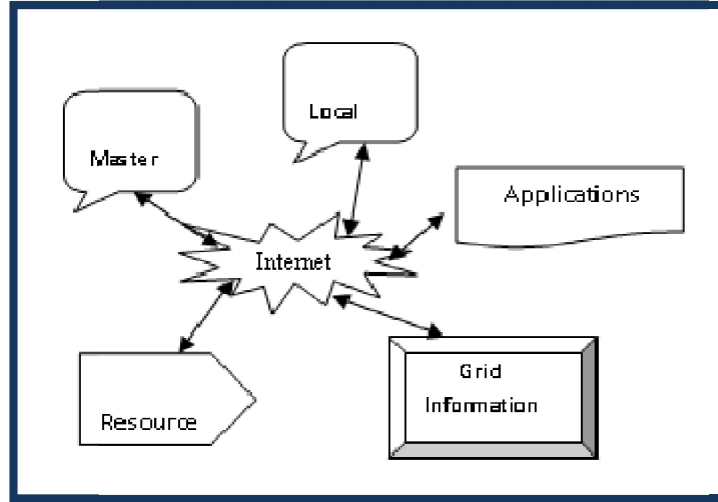 Local
Master
Applications
Internet
Grid
Information
Resource